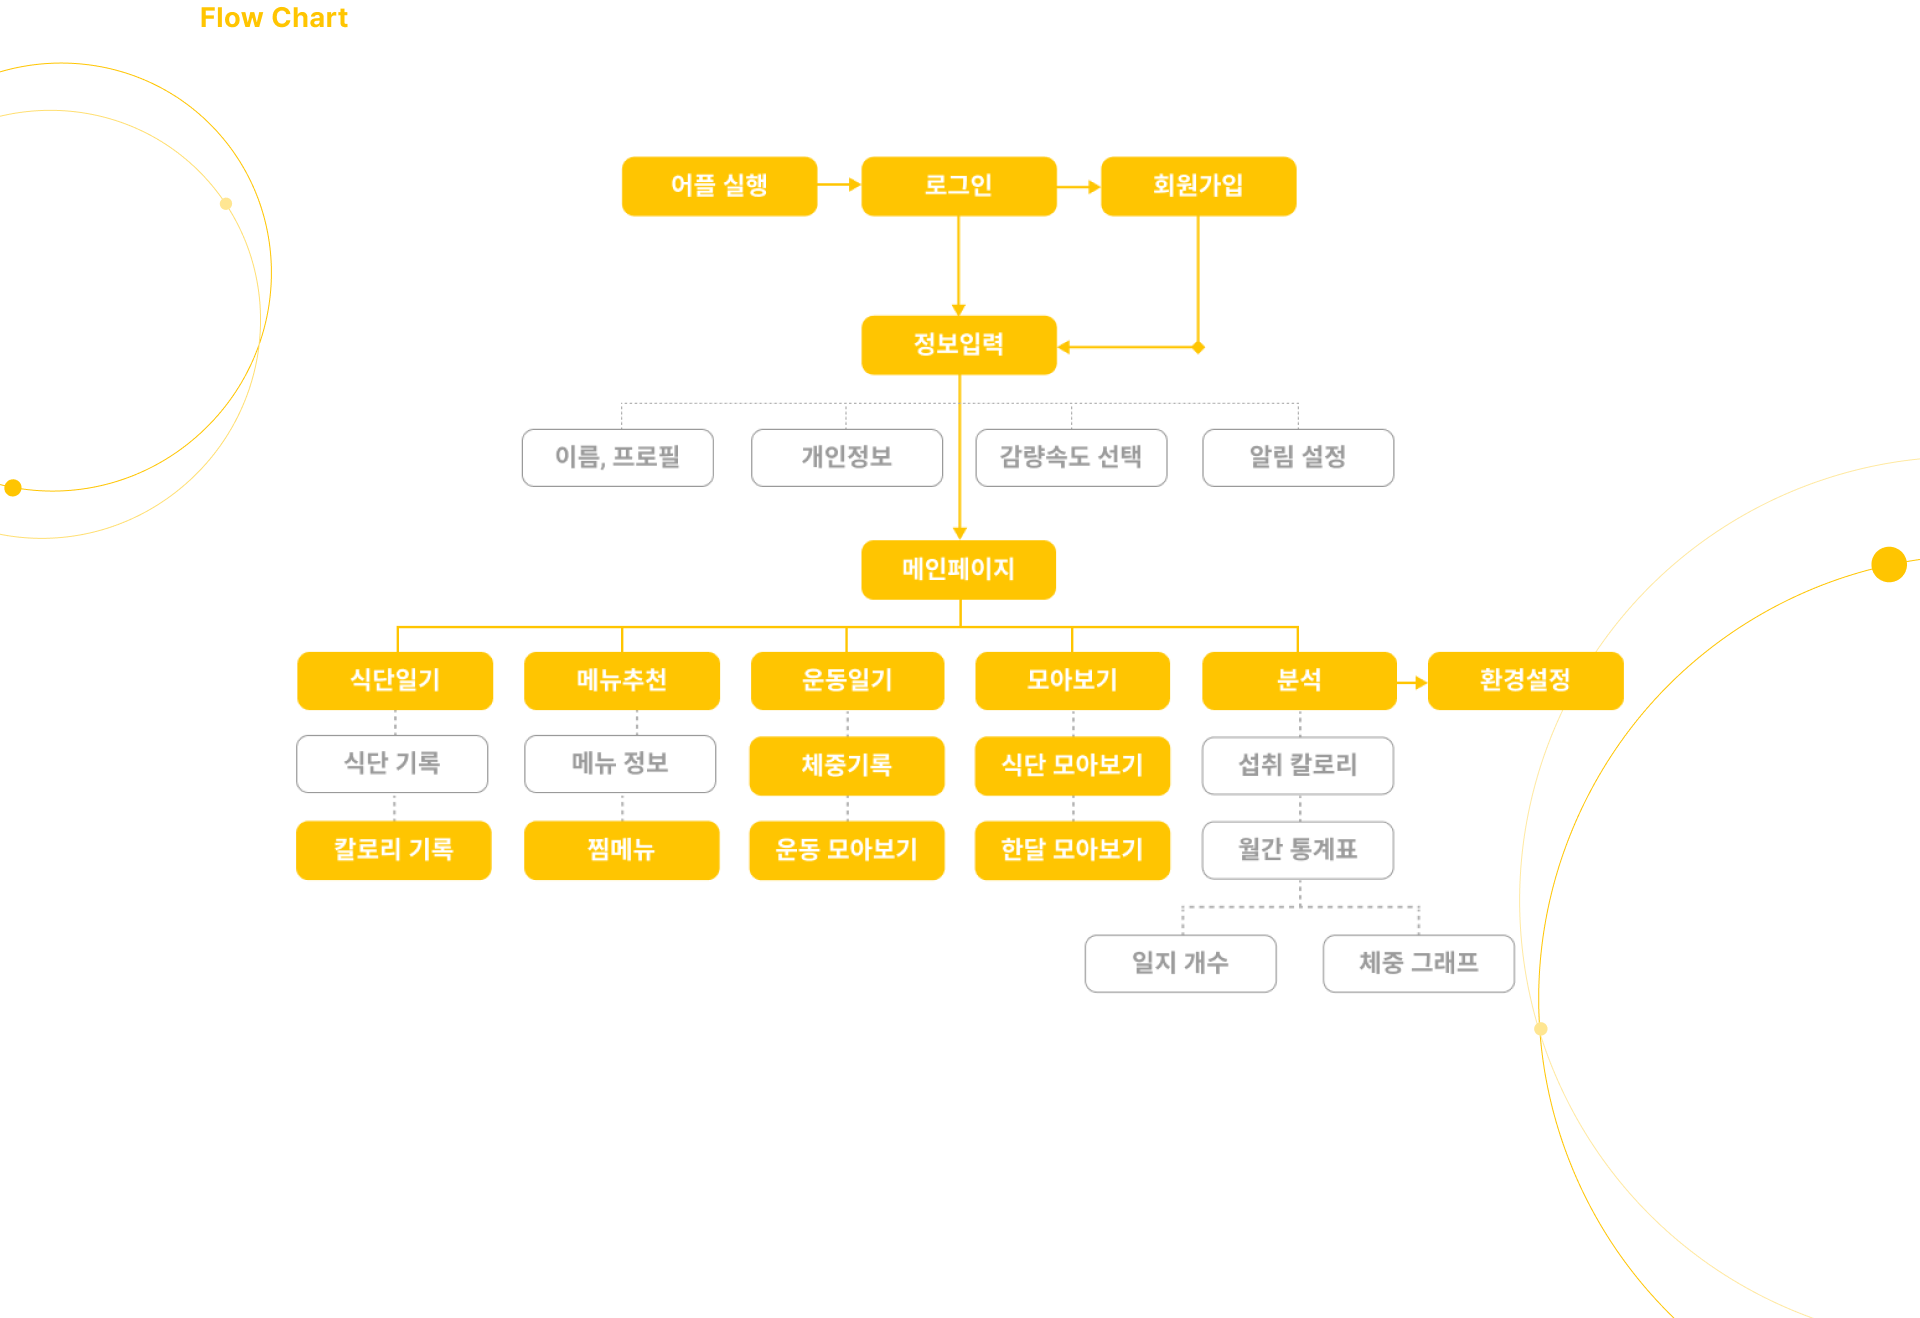 Flow Chart
어플 실행
로그인
회원가입
정보입력
이름, 프로필
개인정보
감량속도 선택
알림 설정
메인페이지
식단일기
메뉴추천
운동일기
모아보기
분석
환경설정
식단 기록
메뉴 정보
체중기록
식단 모아보기
섭취 칼로리
칼로리 기록
찜메뉴
운동 모아보기
한달 모아보기
월간 통계표
일지 개수
체중 그래프